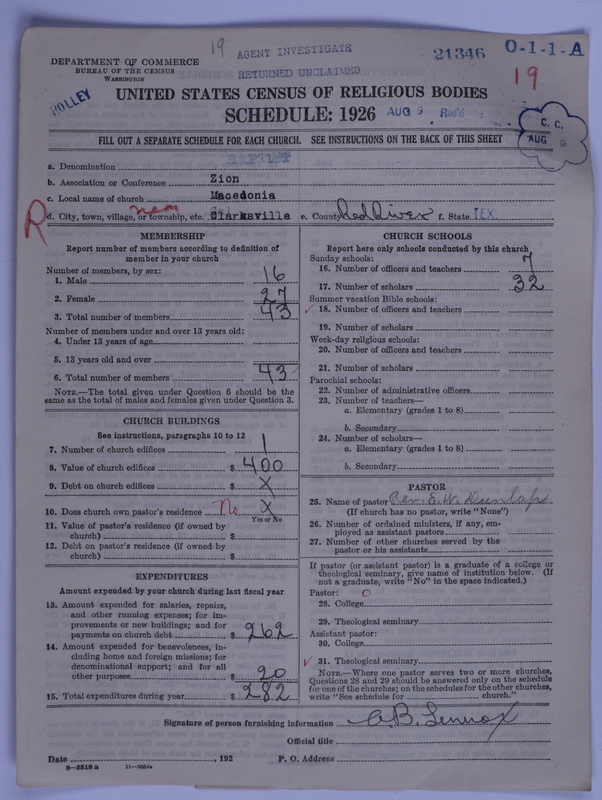 19 AGENT INVESTIGATE 21346 O-1-1-A
DEPARTMENT OF COMMERCE
BUREAU OF THE CENSUS
WASHINGTON
RETURNED UNCLAIMED
19
HOLLEY
UNITED STATES CENSUS OF RELIGIOUS BODIES
SCHEDULE: 1926 AUG 9 Rec'd
C. C.
AUG 9
FILL OUT A SEPARATE SCHEDULE FOR EACH CHURCH. SEE INSTRUCTIONS ON THE BACK OF THIS SHEET
a. Denomination BAPTIST
b. Association or Conference Zion
c. Local name of church Macedonia
R d. City, town, village, or township, etc. near Clarksville e. County Red River f. State TEX.
MEMBERSHIP
Report number of members according to definition of
member in your church
Number of members, by sex:
1. Male 16
2. Female 27
3. Total number of members 43
Number of members under and over 13 years old:
4. Under 13 years of age
5. 13 years old and over
6. Total number of members 43
NOTE.—The total given under Question 6 should be the
same as the total of males and females given under Question 3.
CHURCH BUILDINGS
See instructions, paragraphs 10 to 12
7. Number of church edifices 1
8. Value of church edifices $ 400
9. Debt on church edifices $ X
10. Does church own pastor's residence No X
Yes or No
11. Value of pastor's residence (if owned by
church) $
12. Debt on pastor's residence (if owned by
church) $
EXPENDITURES
Amount expended by your church during last fiscal year
13. Amount expended for salaries, repairs,
and other running expenses; for im-
provements or new buildings; and for
payments on church debt $ 262
14. Amount expended for benevolences, in-
cluding home and foreign missions; for
denominational support; and for all
other purposes $ 20
15. Total expenditures during year $ 282
CHURCH SCHOOLS
Report here only schools conducted by this church
Sunday schools:
16. Number of officers and teachers 7
17. Number of scholars 32
Summer vacation Bible schools:
18. Number of officers and teachers
19. Number of scholars
Week-day religious schools:
20. Number of officers and teachers
21. Number of scholars
Parochial schools:
22. Number of administrative officers
23. Number of teachers—
a. Elementary (grades 1 to 8)
b. Secondary
24. Number of scholars—
a. Elementary (grades 1 to 8)
b. Secondary
PASTOR
25. Name of pastor Rev. E. W. Dunlap
(If church has no pastor, write "None")
26. Number of ordained ministers, if any, em-
ployed as assistant pastors
27. Number of other churches served by the
pastor or his assistants
If pastor (or assistant pastor) is a graduate of a college or
theological seminary, give name of institution below. (If
not a graduate, write "No" in the space indicated.)
Pastor: O
28. College
29. Theological seminary
Assistant pastor:
30. College
31. Theological seminary
NOTE.—Where one pastor serves two or more churches,
Questions 28 and 29 should be answered only on the schedule
for one of the churches; on the schedules for the other churches,
write "See schedule for church."
Signature of person furnishing information C. B. Lennox
Official title
Date , 192 P. O. Address
8—5518 a 11—9664a